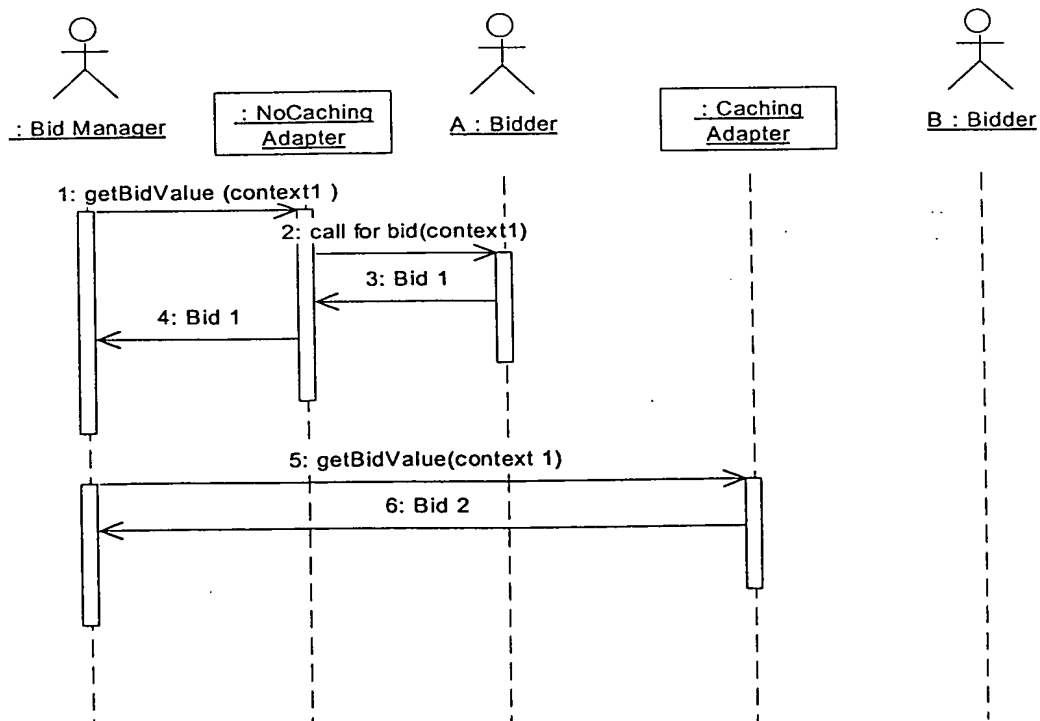 : Bid Manager
: NoCaching
Adapter
A : Bidder
: Caching
Adapter
B : Bidder
1: getBidValue (context1 )
2: call for bid(context1)
3: Bid 1
4: Bid 1
5: getBidValue(context 1)
6: Bid 2